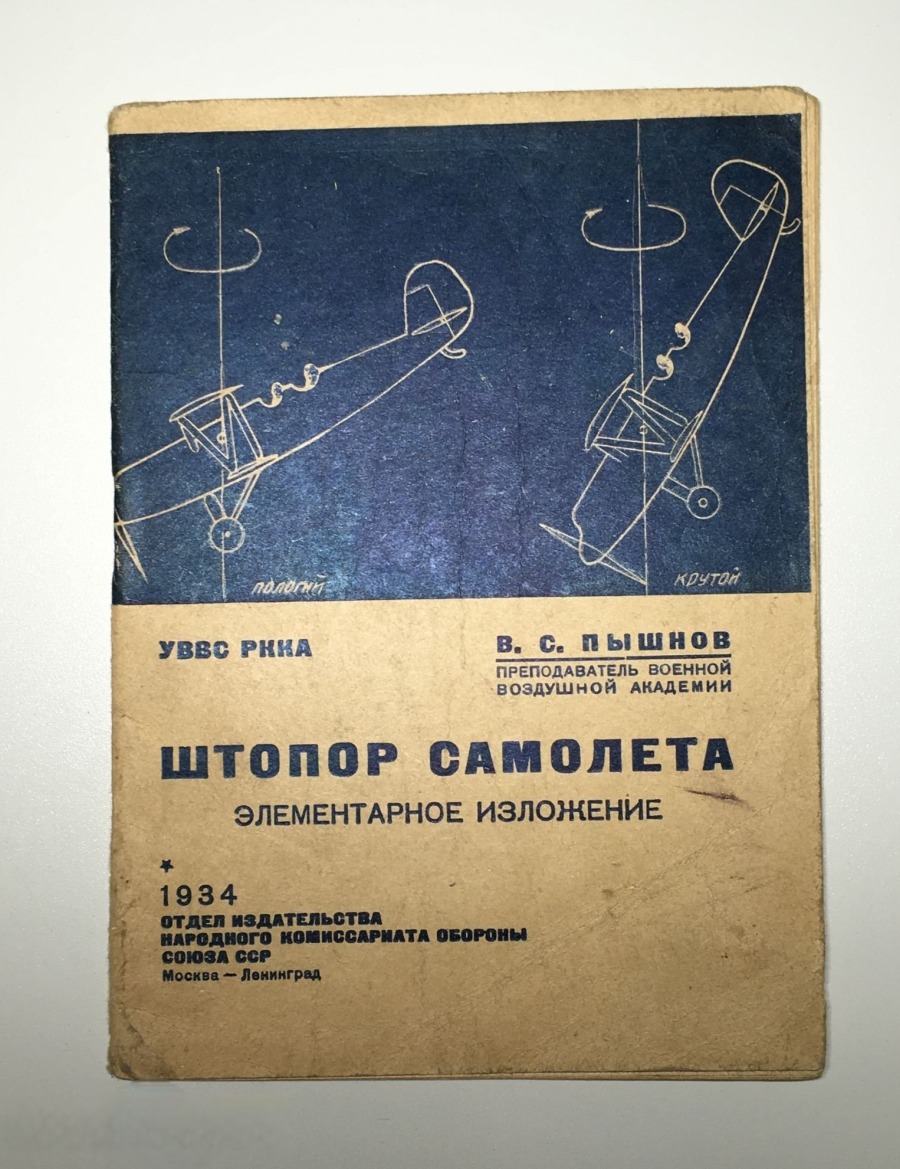 ПОЛОГИЙ
КРУТОЙ
УВВС РККА
В. С. ПЫШНОВ
ПРЕПОДАВАТЕЛЬ ВОЕННОЙ
ВОЗДУШНОЙ АКАДЕМИИ
ШТОПОР САМОЛЕТА
ЭЛЕМЕНТАРНОЕ ИЗЛОЖЕНИЕ
1934
ОТДЕЛ ИЗДАТЕЛЬСТВА
НАРОДНОГО КОМИССАРИАТА ОБОРОНЫ
СОЮЗА ССР
Москва — Ленинград